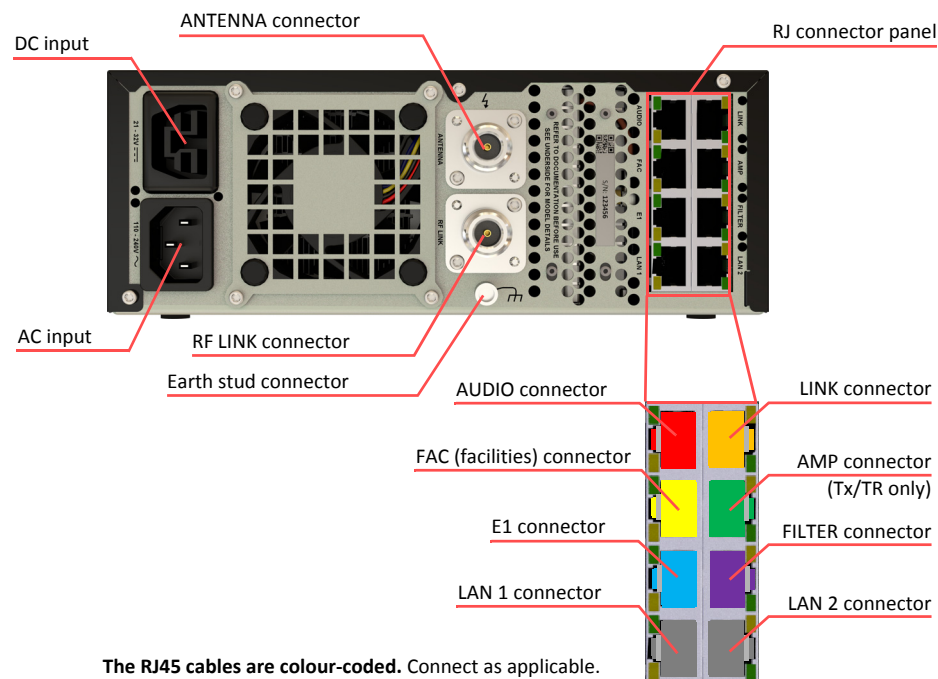 ANTENNA connector
DC input
RJ connector panel
21 - 32V
110 - 240V
ANTENNA
RF LINK
REFER TO DOCUMENTATION BEFORE USE
SEE UNDERSIDE FOR MODEL DETAILS
S/N: 123456
AUDIO
FAC
E1
LAN 1
LINK
AMP
FILTER
LAN 2
AC input
RF LINK connector
Earth stud connector
AUDIO connector
LINK connector
FAC (facilities) connector
AMP connector
(Tx/TR only)
E1 connector
FILTER connector
LAN 1 connector
LAN 2 connector
The RJ45 cables are colour-coded. Connect as applicable.